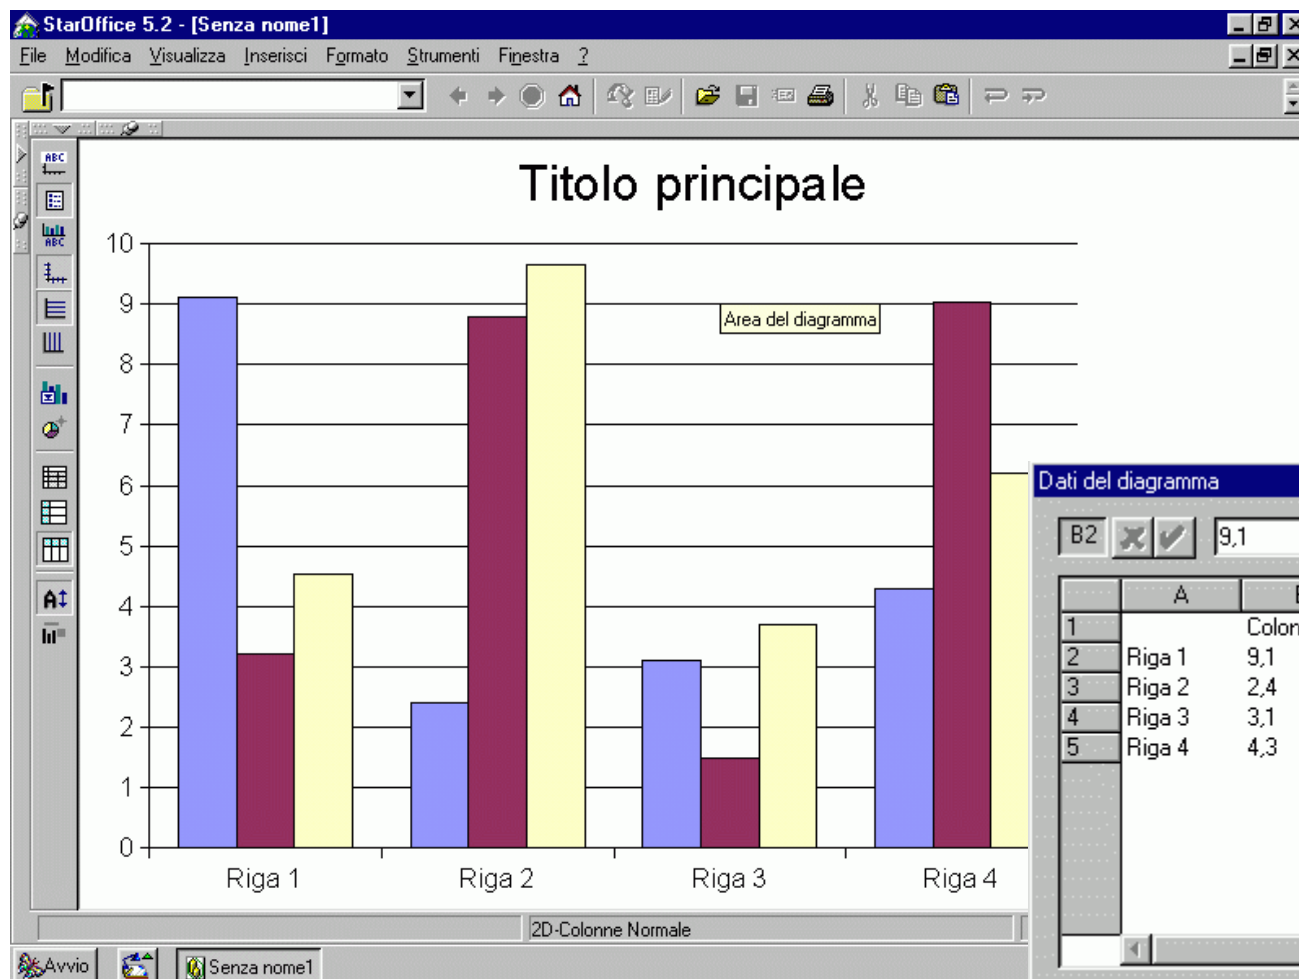 StarOffice 5.2 - [Senza nome1]
File Modifica Visualizza Inserisci Formato Strumenti Finestra ?
ABC
ABC
Titolo principale
10
9
8
7
6
5
4
3
2
1
0
Area del diagramma
Riga 1 Riga 2 Riga 3 Riga 4
Dati del diagramma
B2 9,1
A
1 Colon
2 Riga 1 9,1
3 Riga 2 2,4
4 Riga 3 3,1
5 Riga 4 4,3
A
2D-Colonne Normale
Avvio Senza nome1